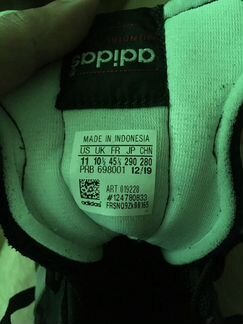 adidas
MADE IN INDONESIA
US UK FR JP CHN
11 10½ 45⅓ 290 280
PRB 698001 12/19
ART 019228
#124780833
adidas